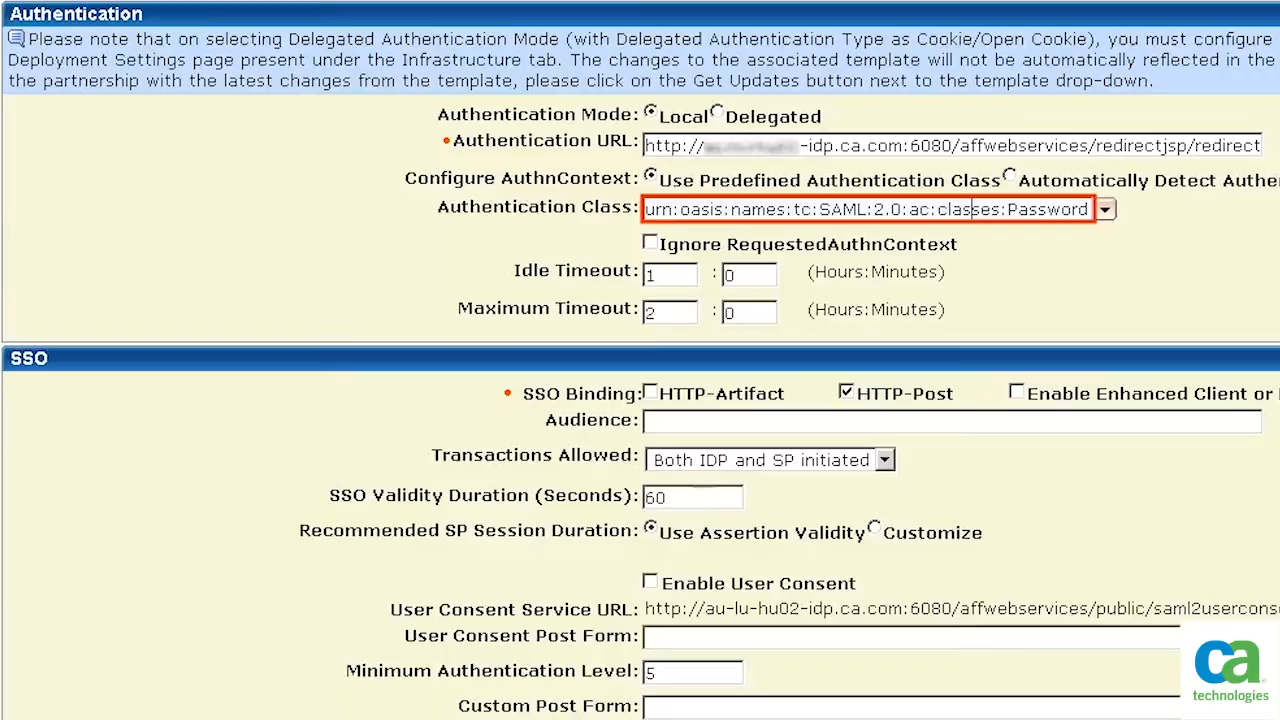 Authentication
Please note that on selecting Delegated Authentication Mode (with Delegated Authentication Type as Cookie/Open Cookie), you must configure
Deployment Settings page present under the Infrastructure tab. The changes to the associated template will not be automatically reflected in the
the partnership with the latest changes from the template, please click on the Get Updates button next to the template drop-down.
Authentication Mode: Local Delegated
Authentication URL: http:// -idp.ca.com:6080/affwebservices/redirectjsp/redirect
Configure AuthnContext: Use Predefined Authentication Class Automatically Detect Authe
Authentication Class: urn:oasis:names:tc:SAML:2.0:ac:classes:Password
Ignore RequestedAuthnContext
Idle Timeout: 1 : 0 (Hours:Minutes)
Maximum Timeout: 2 : 0 (Hours:Minutes)
SSO
SSO Binding: HTTP-Artifact HTTP-Post Enable Enhanced Client or
Audience:
Transactions Allowed: Both IDP and SP initiated
SSO Validity Duration (Seconds): 60
Recommended SP Session Duration: Use Assertion Validity Customize
Enable User Consent
User Consent Service URL: http://au-lu-hu02-idp.ca.com:6080/affwebservices/public/saml2userconse
User Consent Post Form:
Minimum Authentication Level: 5
Custom Post Form:
ca
technologies